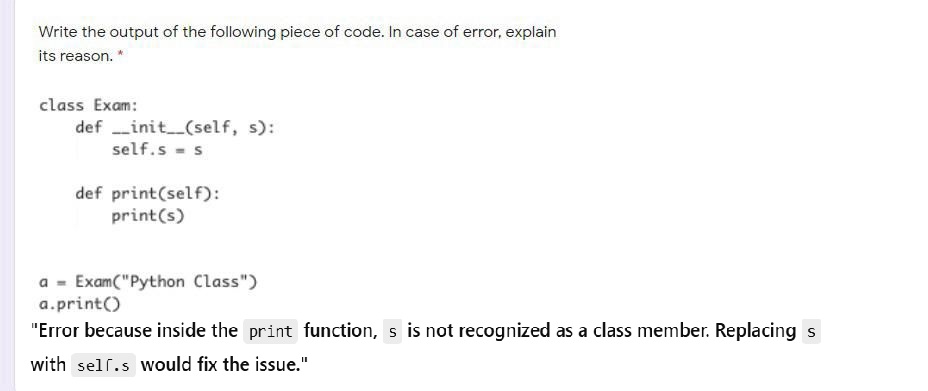 Write the output of the following piece of code. In case of error, explain
its reason. *
class Exam:
def __init__(self, s):
self.s = s
def print(self):
print(s)
a = Exam("Python Class")
a.print()
"Error because inside the print function, s is not recognized as a class member. Replacing s
with self.s would fix the issue."